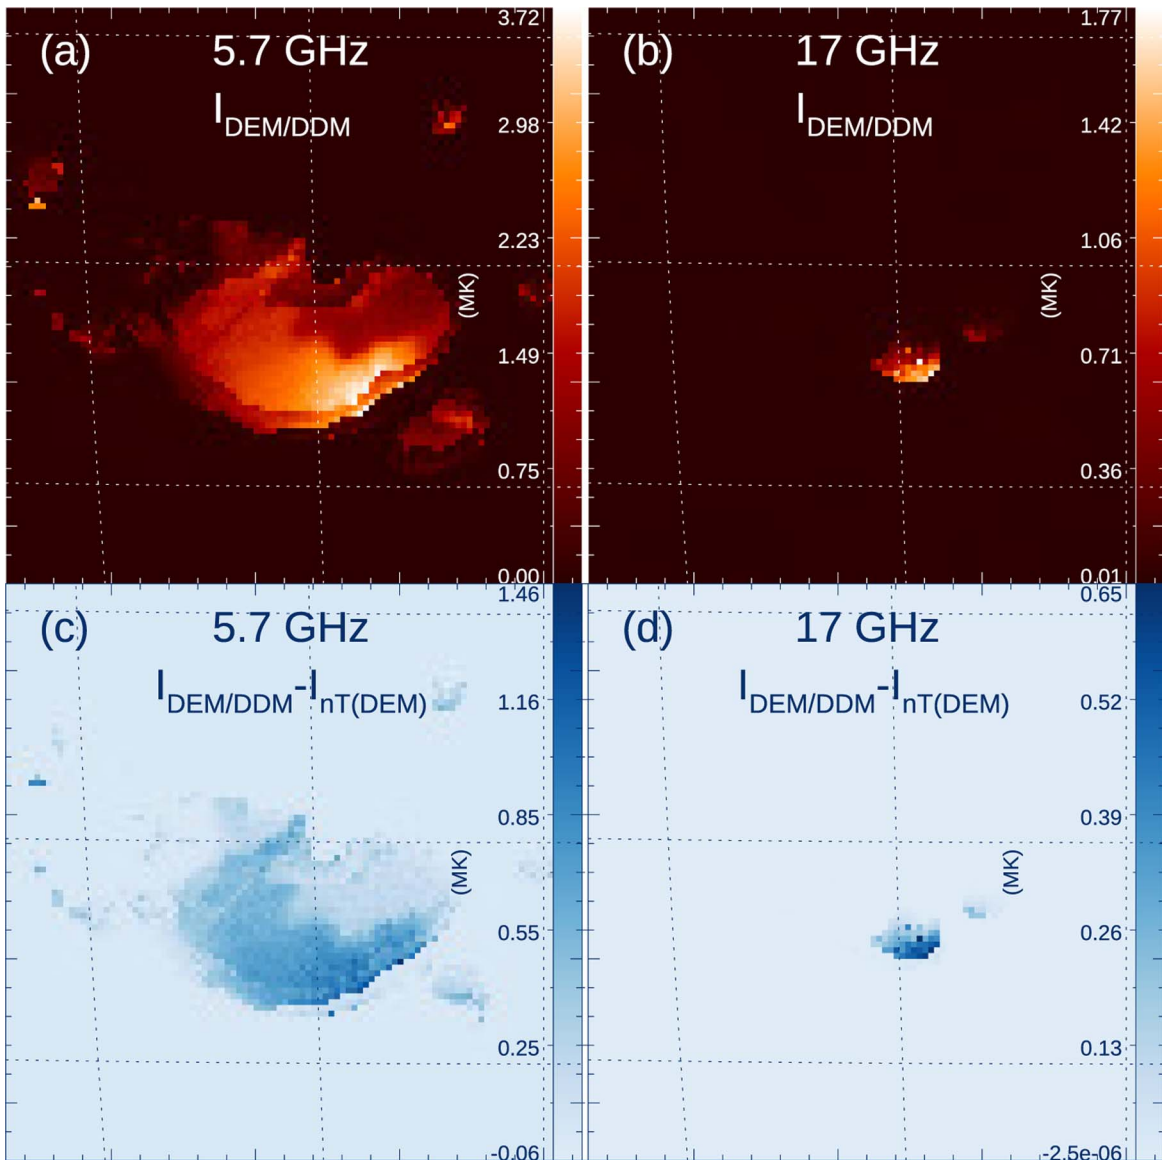 (a) 5.7 GHz
I_DEM/DDM
3.72
2.98
2.23
(MK)
1.49
0.75
0.00
(b) 17 GHz
I_DEM/DDM
1.77
1.42
1.06
(MK)
0.71
0.36
0.01
(c) 5.7 GHz
I_DEM/DDM-I_nT(DEM)
1.46
1.16
0.85
(MK)
0.55
0.25
-0.06
(d) 17 GHz
I_DEM/DDM-I_nT(DEM)
0.65
0.52
0.39
(MK)
0.26
0.13
-2.5e-06